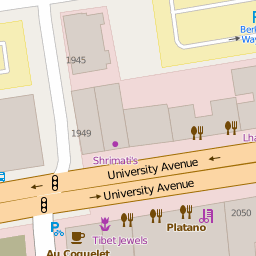 Berk
Way
1945
1949
Lha
Shrimati's
University Avenue
University Avenue
2050
Platano
Tibet Jewels
Au Coquelet